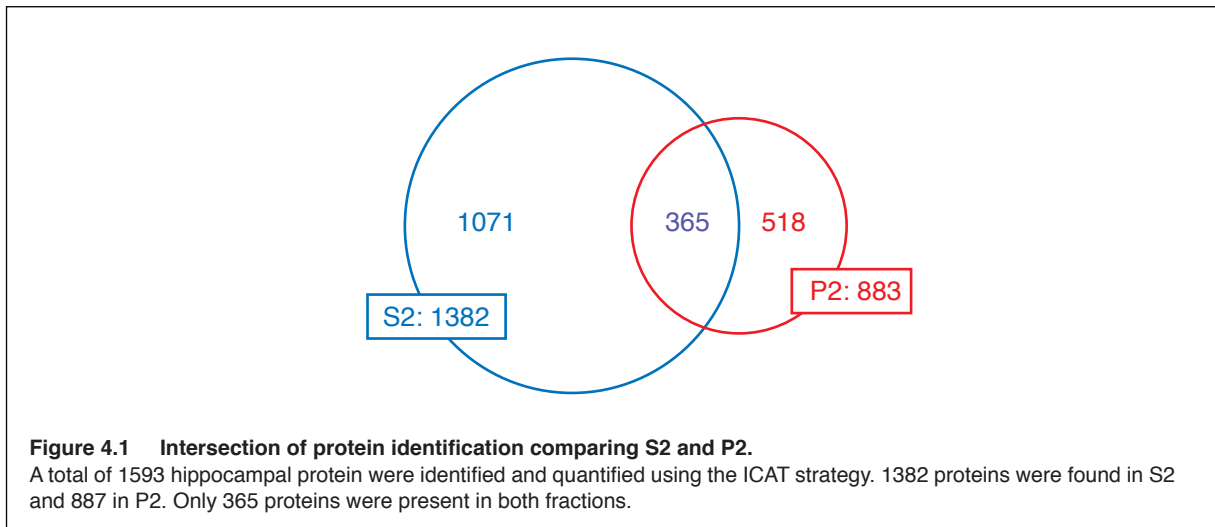 1071
365
518
P2: 883
S2: 1382
Figure 4.1 Intersection of protein identification comparing S2 and P2.
A total of 1593 hippocampal protein were identified and quantified using the ICAT strategy. 1382 proteins were found in S2
and 887 in P2. Only 365 proteins were present in both fractions.